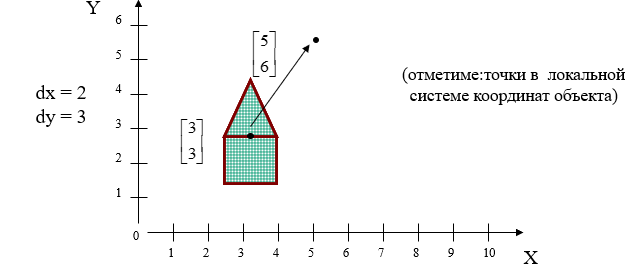 Y
6
5
4
3
2
1
0
1 2 3 4 5 6 7 8 9 10
X
dx = 2
dy = 3
3
3
5
6
(отметиме:точки в локальной
системе координат объекта)